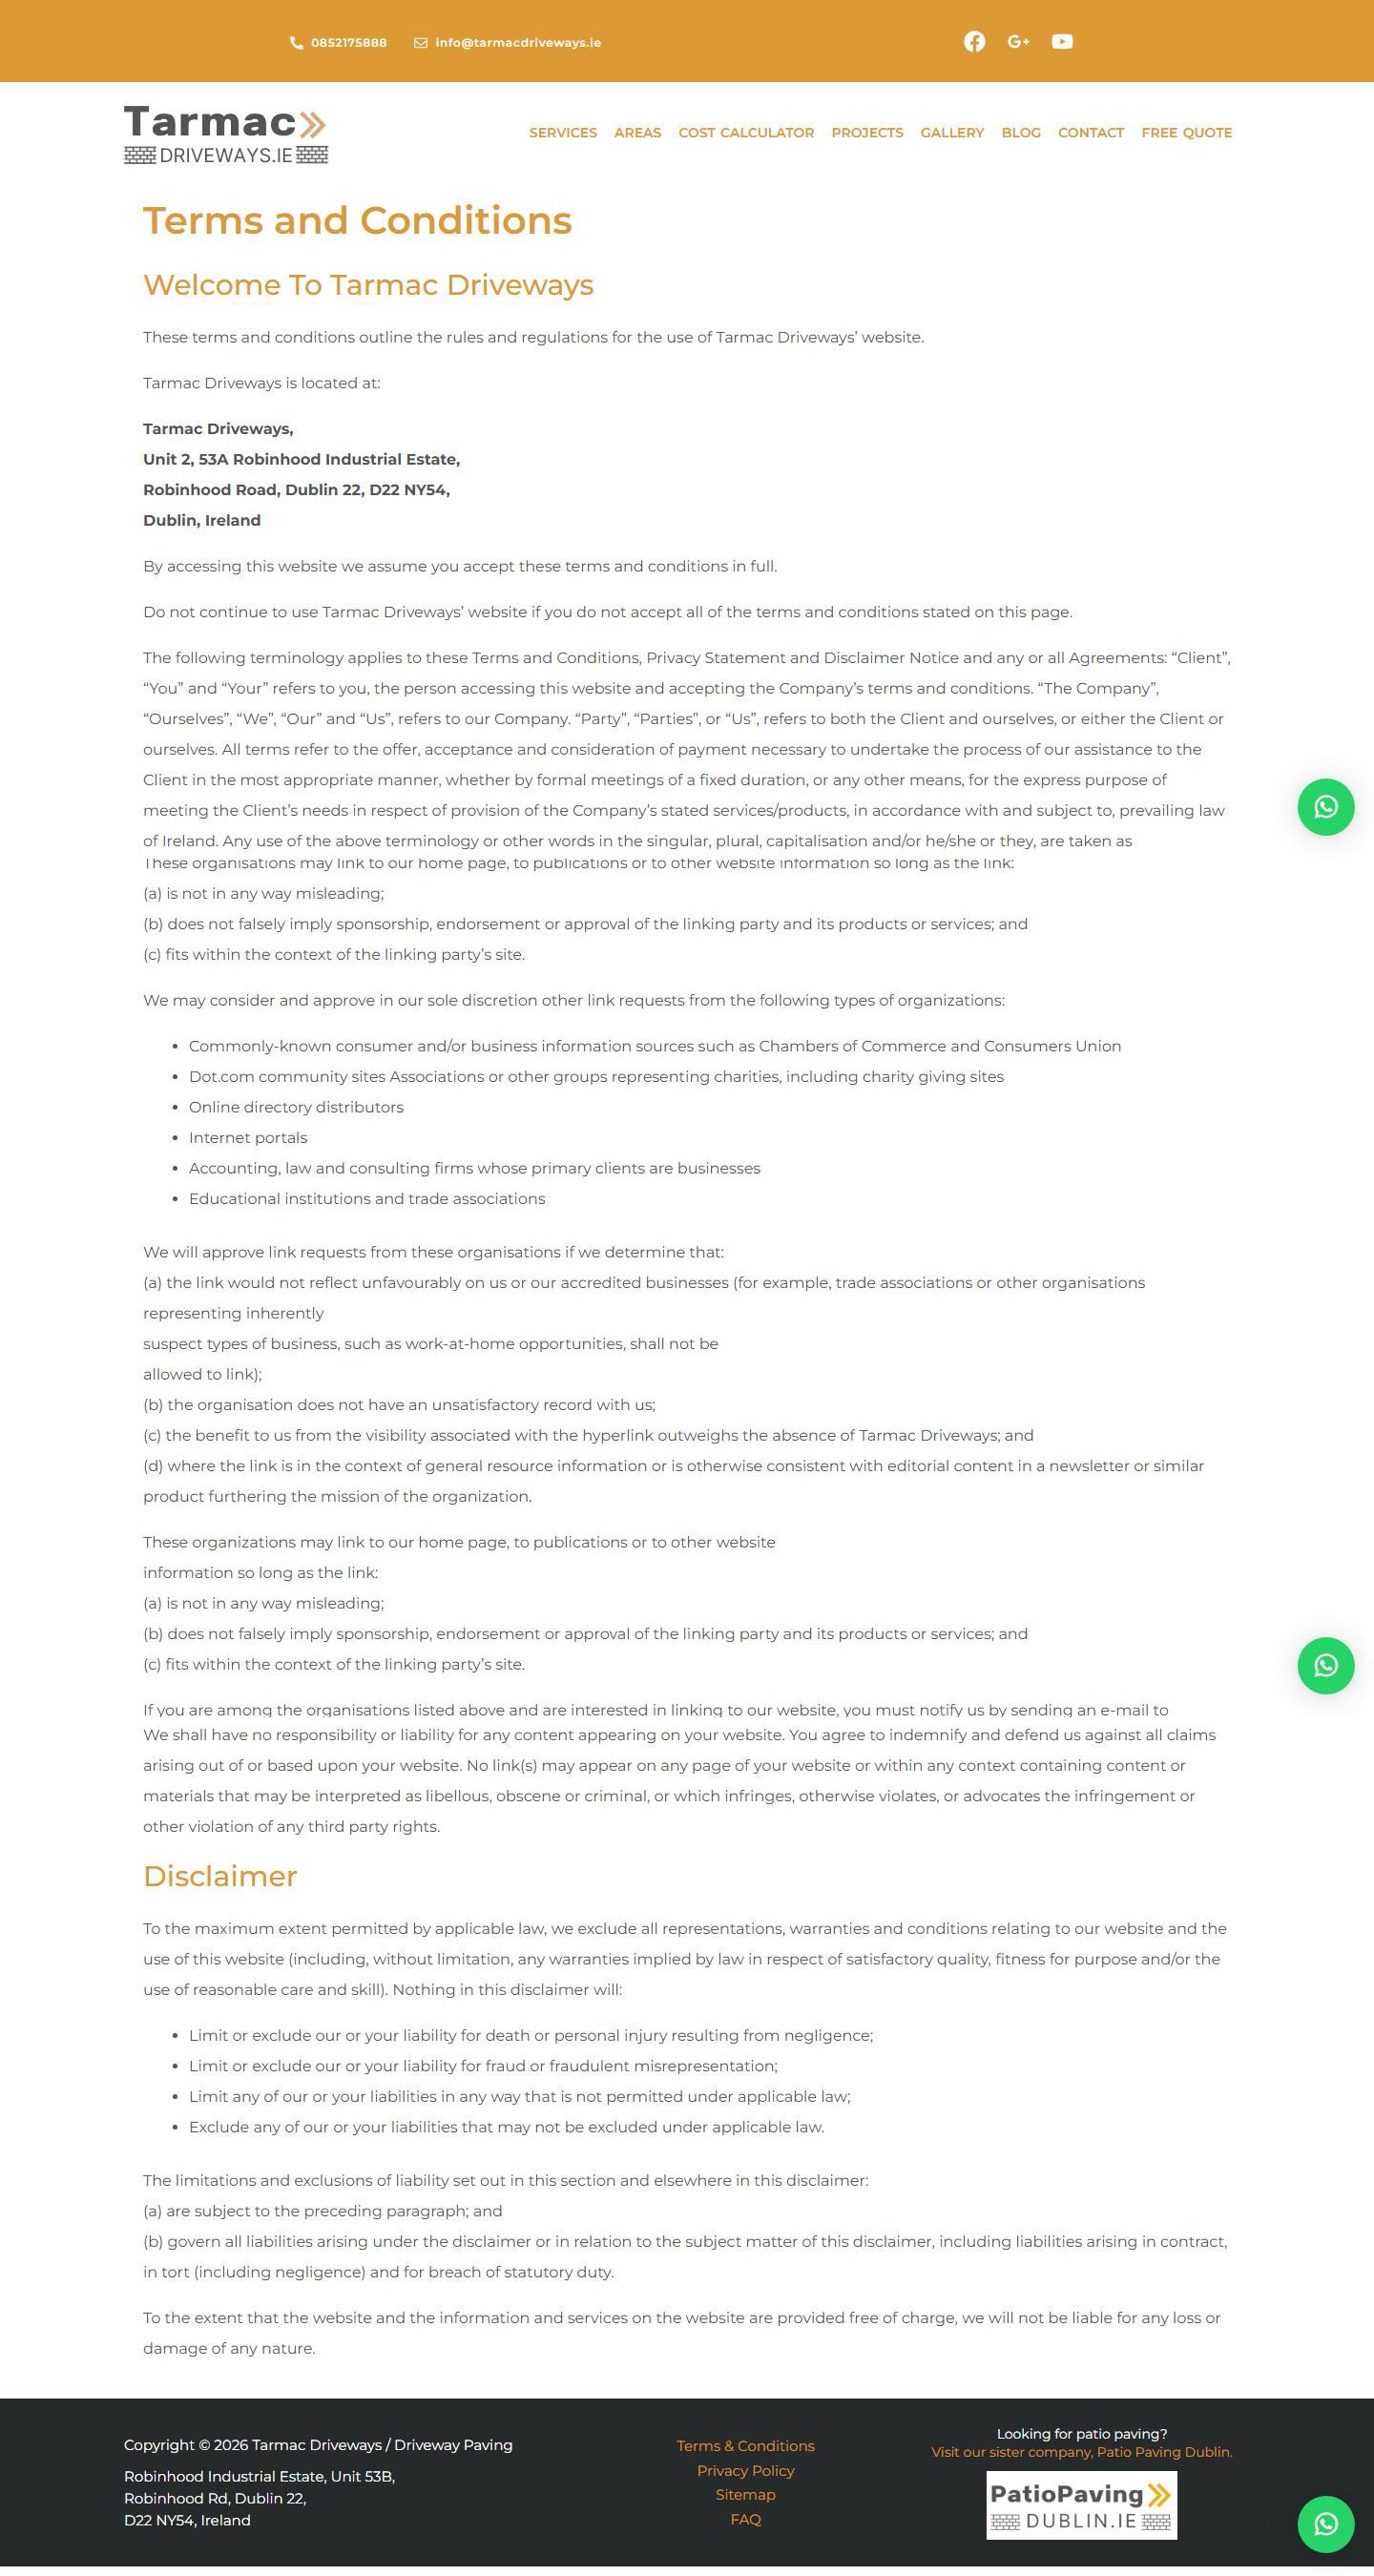 0852175888
info@tarmacdriveways.ie
Tarmac
DRIVEWAYS.IE
SERVICES AREAS COST CALCULATOR PROJECTS GALLERY BLOG CONTACT FREE QUOTE
Terms and Conditions
Welcome To Tarmac Driveways
These terms and conditions outline the rules and regulations for the use of Tarmac Driveways’ website.
Tarmac Driveways is located at:
Tarmac Driveways,
Unit 2, 53A Robinhood Industrial Estate,
Robinhood Road, Dublin 22, D22 NY54,
Dublin, Ireland
By accessing this website we assume you accept these terms and conditions in full.
Do not continue to use Tarmac Driveways’ website if you do not accept all of the terms and conditions stated on this page.
The following terminology applies to these Terms and Conditions, Privacy Statement and Disclaimer Notice and any or all Agreements: “Client”,
“You” and “Your” refers to you, the person accessing this website and accepting the Company’s terms and conditions. “The Company”,
“Ourselves”, “We”, “Our” and “Us”, refers to our Company. “Party”, “Parties”, or “Us”, refers to both the Client and ourselves, or either the Client or
ourselves. All terms refer to the offer, acceptance and consideration of payment necessary to undertake the process of our assistance to the
Client in the most appropriate manner, whether by formal meetings of a fixed duration, or any other means, for the express purpose of
meeting the Client’s needs in respect of provision of the Company’s stated services/products, in accordance with and subject to, prevailing law
of Ireland. Any use of the above terminology or other words in the singular, plural, capitalisation and/or he/she or they, are taken as
These organisations may link to our home page, to publications or to other website information so long as the link:
(a) is not in any way misleading;
(b) does not falsely imply sponsorship, endorsement or approval of the linking party and its products or services; and
(c) fits within the context of the linking party’s site.
We may consider and approve in our sole discretion other link requests from the following types of organizations:
• Commonly-known consumer and/or business information sources such as Chambers of Commerce and Consumers Union
• Dot.com community sites Associations or other groups representing charities, including charity giving sites
• Online directory distributors
• Internet portals
• Accounting, law and consulting firms whose primary clients are businesses
• Educational institutions and trade associations
We will approve link requests from these organisations if we determine that:
(a) the link would not reflect unfavourably on us or our accredited businesses (for example, trade associations or other organisations
representing inherently
suspect types of business, such as work-at-home opportunities, shall not be
allowed to link);
(b) the organisation does not have an unsatisfactory record with us;
(c) the benefit to us from the visibility associated with the hyperlink outweighs the absence of Tarmac Driveways; and
(d) where the link is in the context of general resource information or is otherwise consistent with editorial content in a newsletter or similar
product furthering the mission of the organization.
These organizations may link to our home page, to publications or to other website
information so long as the link:
(a) is not in any way misleading;
(b) does not falsely imply sponsorship, endorsement or approval of the linking party and its products or services; and
(c) fits within the context of the linking party’s site.
If you are among the organisations listed above and are interested in linking to our website, you must notify us by sending an e-mail to
We shall have no responsibility or liability for any content appearing on your website. You agree to indemnify and defend us against all claims
arising out of or based upon your website. No link(s) may appear on any page of your website or within any context containing content or
materials that may be interpreted as libellous, obscene or criminal, or which infringes, otherwise violates, or advocates the infringement or
other violation of any third party rights.
Disclaimer
To the maximum extent permitted by applicable law, we exclude all representations, warranties and conditions relating to our website and the
use of this website (including, without limitation, any warranties implied by law in respect of satisfactory quality, fitness for purpose and/or the
use of reasonable care and skill). Nothing in this disclaimer will:
• Limit or exclude our or your liability for death or personal injury resulting from negligence;
• Limit or exclude our or your liability for fraud or fraudulent misrepresentation;
• Limit any of our or your liabilities in any way that is not permitted under applicable law;
• Exclude any of our or your liabilities that may not be excluded under applicable law.
The limitations and exclusions of liability set out in this section and elsewhere in this disclaimer:
(a) are subject to the preceding paragraph; and
(b) govern all liabilities arising under the disclaimer or in relation to the subject matter of this disclaimer, including liabilities arising in contract,
in tort (including negligence) and for breach of statutory duty.
To the extent that the website and the information and services on the website are provided free of charge, we will not be liable for any loss or
damage of any nature.
Copyright © 2026 Tarmac Driveways / Driveway Paving
Robinhood Industrial Estate, Unit 53B,
Robinhood Rd, Dublin 22,
D22 NY54, Ireland
Terms & Conditions
Privacy Policy
Sitemap
FAQ
Looking for patio paving?
Visit our sister company, Patio Paving Dublin.
PatioPaving
DUBLIN.IE